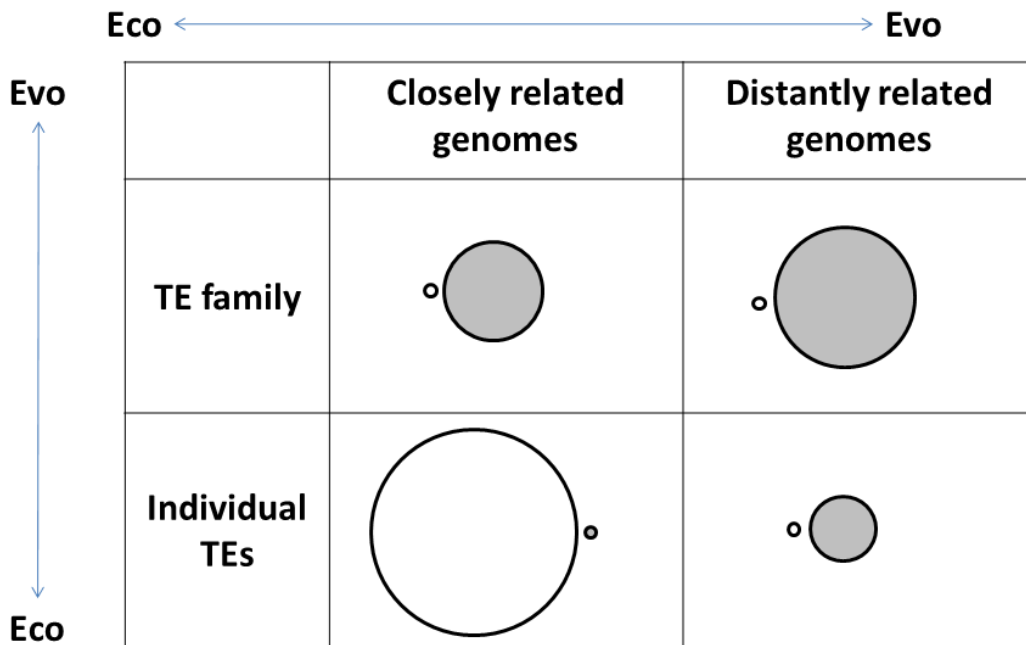 Eco
Evo
Evo
Closely related
genomes
Distantly related
genomes
TE family
Individual
TEs
Eco